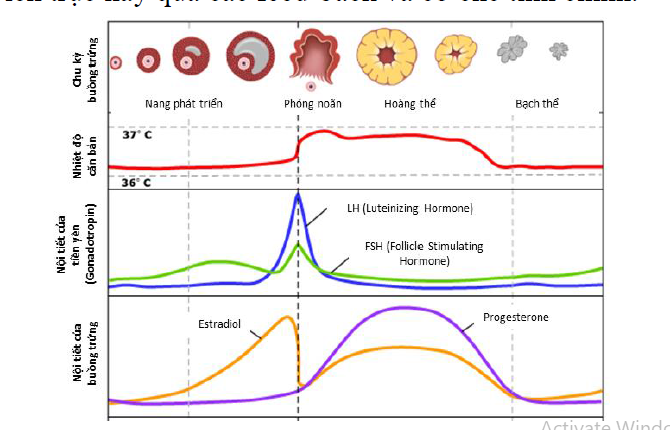 Chu kỳ
buồng trứng
Nang phát triển
Phóng noãn
Hoàng thể
Bạch thể
Nhiệt độ
căn bản
37° C
36° C
Nội tiết của
tiền yên
(Gonadotropin)
LH (Luteinizing Hormone)
FSH (Follicle Stimulating
Hormone)
Nội tiết của
buồng trứng
Estradiol
Progesterone